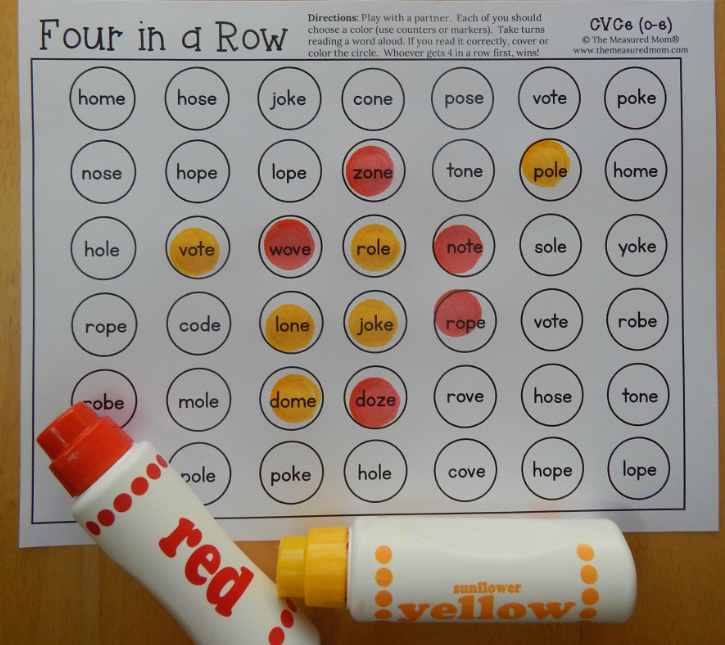 Four in a Row
Directions: Play with a partner. Each of you should
choose a color (use counters or markers). Take turns
reading a word aloud. If you read it correctly, cover or
color the circle. Whoever gets 4 in a row first, wins!
CVCe (o-e)
© The Measured Mom®
www.themeasuredmom.com
home hose joke cone pose vote poke
nose hope lope zone tone pole home
hole vote wove role note sole yoke
rope code lone joke rope vote robe
robe mole dome doze rove hose tone
pole poke hole cove hope lope
red
sunflower
yellow